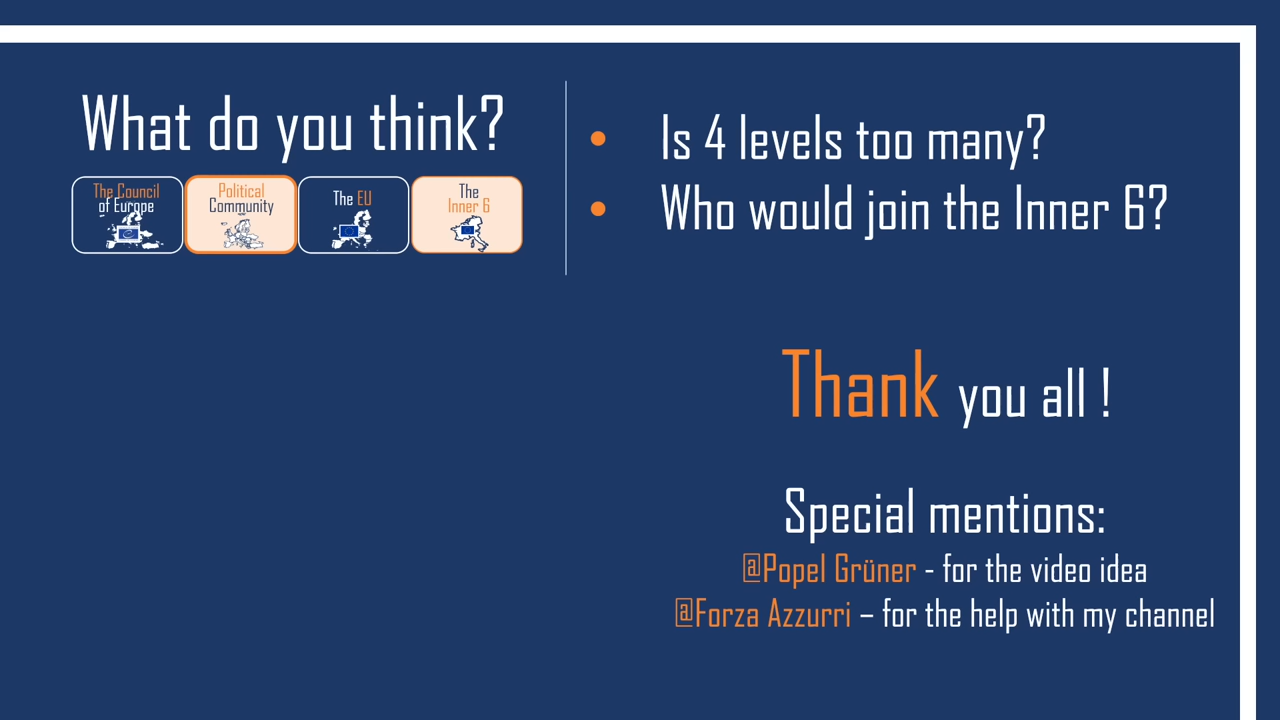 What do you think?
The Council
of Europe
Political
Community
The EU
The
Inner 6
• Is 4 levels too many?
• Who would join the Inner 6?
Thank you all !
Special mentions:
@Popel Grüner - for the video idea
@Forza Azzurri – for the help with my channel